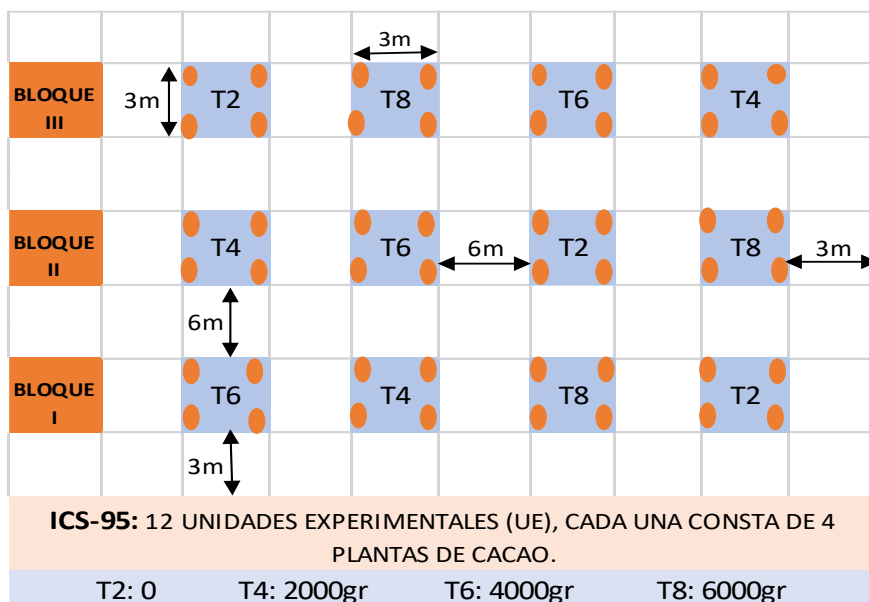 3m
BLOQUE III 3m T2 T8 T6 T4
BLOQUE II T4 T6 6m T2 T8 3m
6m
BLOQUE I T6 T4 T8 T2
3m
ICS-95: 12 UNIDADES EXPERIMENTALES (UE), CADA UNA CONSTA DE 4
PLANTAS DE CACAO.
T2: 0 T4: 2000gr T6: 4000gr T8: 6000gr